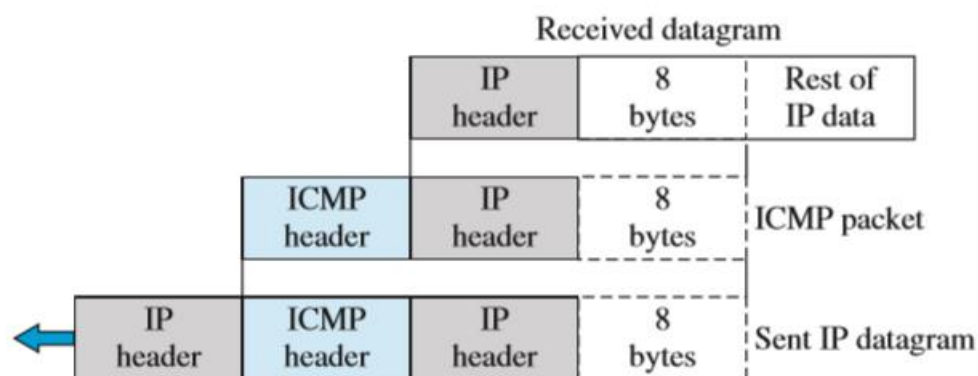 Received datagram
IP
header
8
bytes
Rest of
IP data
ICMP
header
IP
header
8
bytes
ICMP packet
IP
header
ICMP
header
IP
header
8
bytes
Sent IP datagram